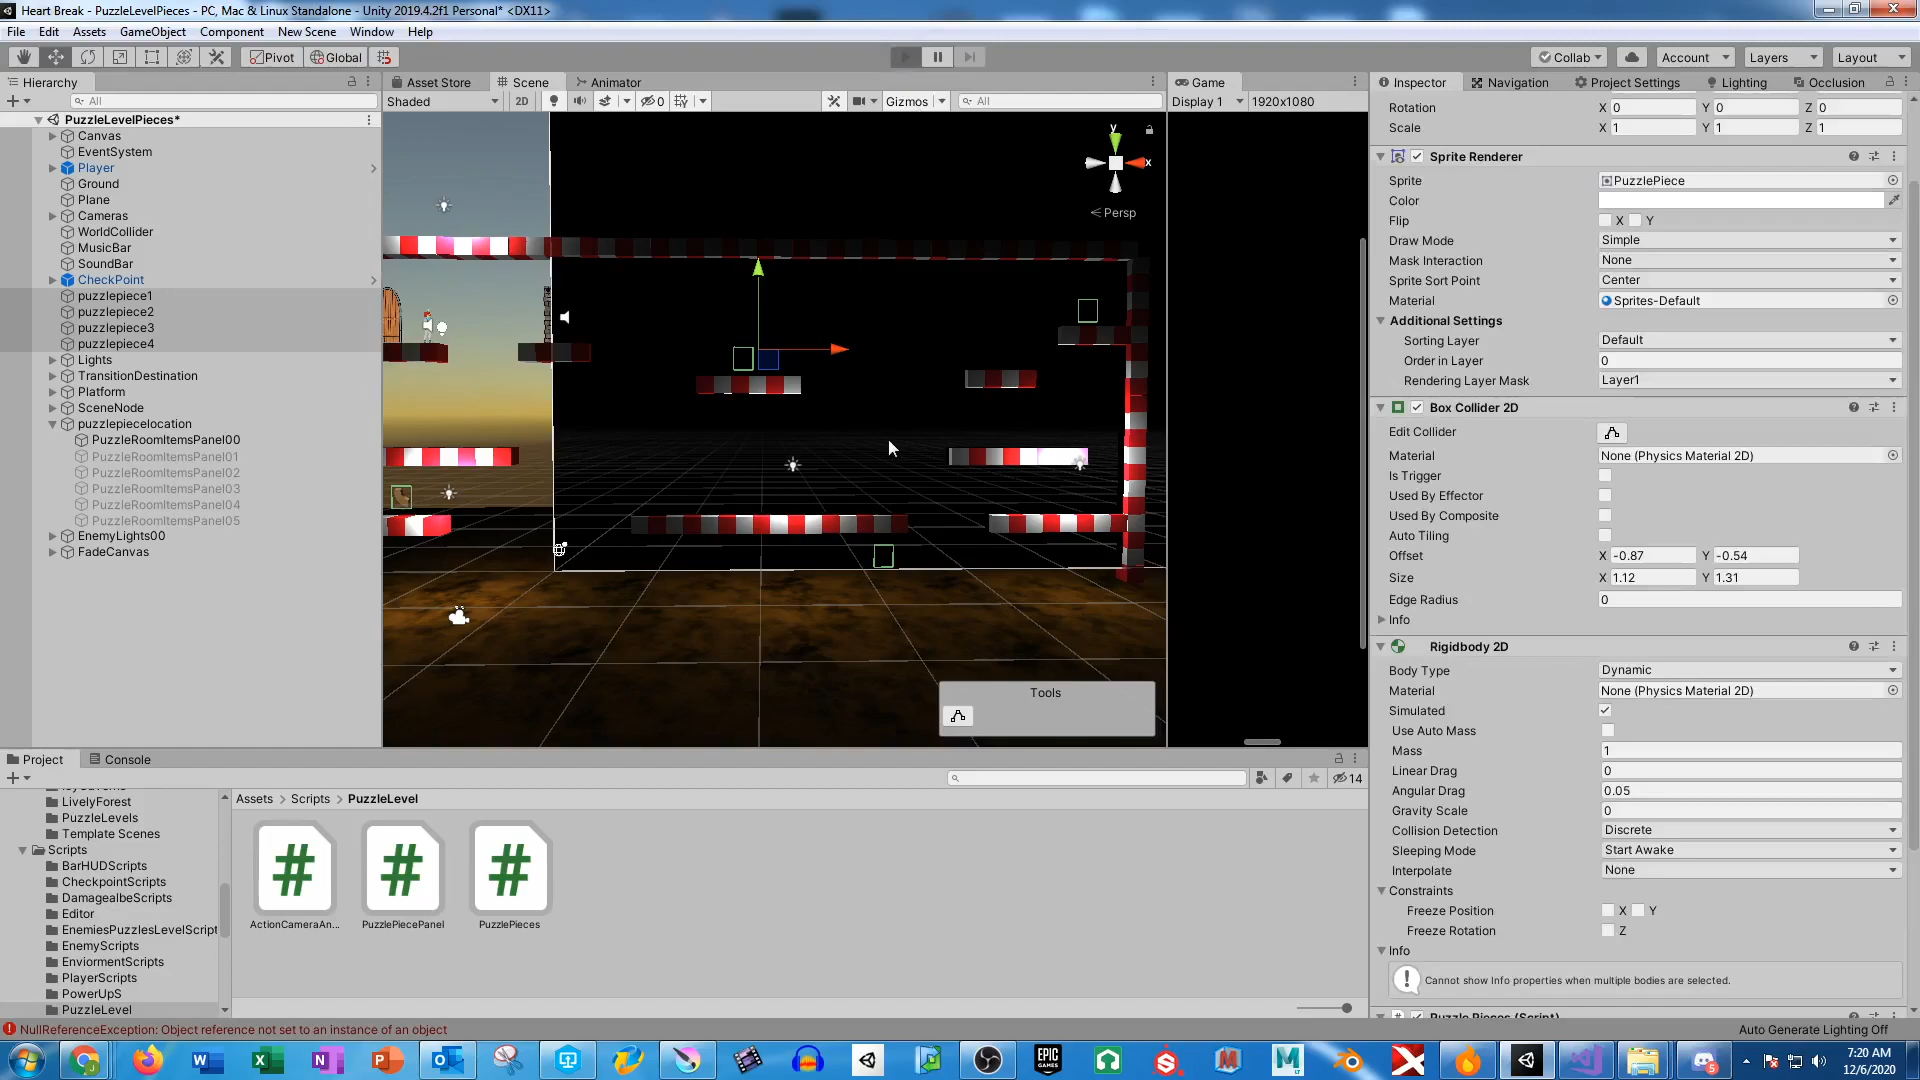 Heart Break - PuzzleLevelPieces - PC, Mac & Linux Standalone - Unity 2019.4.2f1 Personal* <DX11>
File Edit Assets GameObject Component New Scene Window Help
Pivot Global Collab Account Layers Layout
Hierarchy
All
PuzzleLevelPieces*
Canvas
EventSystem
Player
Ground
Plane
Cameras
WorldCollider
MusicBar
SoundBar
CheckPoint
puzzlepiece1
puzzlepiece2
puzzlepiece3
puzzlepiece4
Lights
TransitionDestination
Platform
SceneNode
puzzlepiecelocation
PuzzleRoomItemsPanel00
PuzzleRoomItemsPanel01
PuzzleRoomItemsPanel02
PuzzleRoomItemsPanel03
PuzzleRoomItemsPanel04
PuzzleRoomItemsPanel05
EnemyLights00
FadeCanvas
Asset Store Scene Animator
Shaded 2D 0 Gizmos All
y
x
< Persp
Tools
Game
Display 1 1920x1080
Inspector Navigation Project Settings Lighting Occlusion
Rotation X 0 Y 0 Z 0
Scale X 1 Y 1 Z 1
Sprite Renderer
Sprite PuzzlePiece
Color
Flip X Y
Draw Mode Simple
Mask Interaction None
Sprite Sort Point Center
Material Sprites-Default
Additional Settings
Sorting Layer Default
Order in Layer 0
Rendering Layer Mask Layer1
Box Collider 2D
Edit Collider
Material None (Physics Material 2D)
Is Trigger
Used By Effector
Used By Composite
Auto Tiling
Offset X -0.87 Y -0.54
Size X 1.12 Y 1.31
Edge Radius 0
Info
Rigidbody 2D
Body Type Dynamic
Material None (Physics Material 2D)
Simulated
Use Auto Mass
Mass 1
Linear Drag 0
Angular Drag 0.05
Gravity Scale 0
Collision Detection Discrete
Sleeping Mode Start Awake
Interpolate None
Constraints
Freeze Position X Y
Freeze Rotation Z
Info
Cannot show Info properties when multiple bodies are selected.
Puzzle Pieces (Script)
Project Console
14
LivelyForest
PuzzleLevels
Template Scenes
Scripts
BarHUDScripts
CheckpointScripts
DamagealbeScripts
Editor
EnemiesPuzzlesLevelScript
EnemyScripts
EnviormentScripts
PlayerScripts
PowerUpS
PuzzleLevel
Assets > Scripts > PuzzleLevel
ActionCameraAn... PuzzlePiecePanel PuzzlePieces
NullReferenceException: Object reference not set to an instance of an object
Auto Generate Lighting Off
EPIC GAMES
7:20 AM
12/6/2020